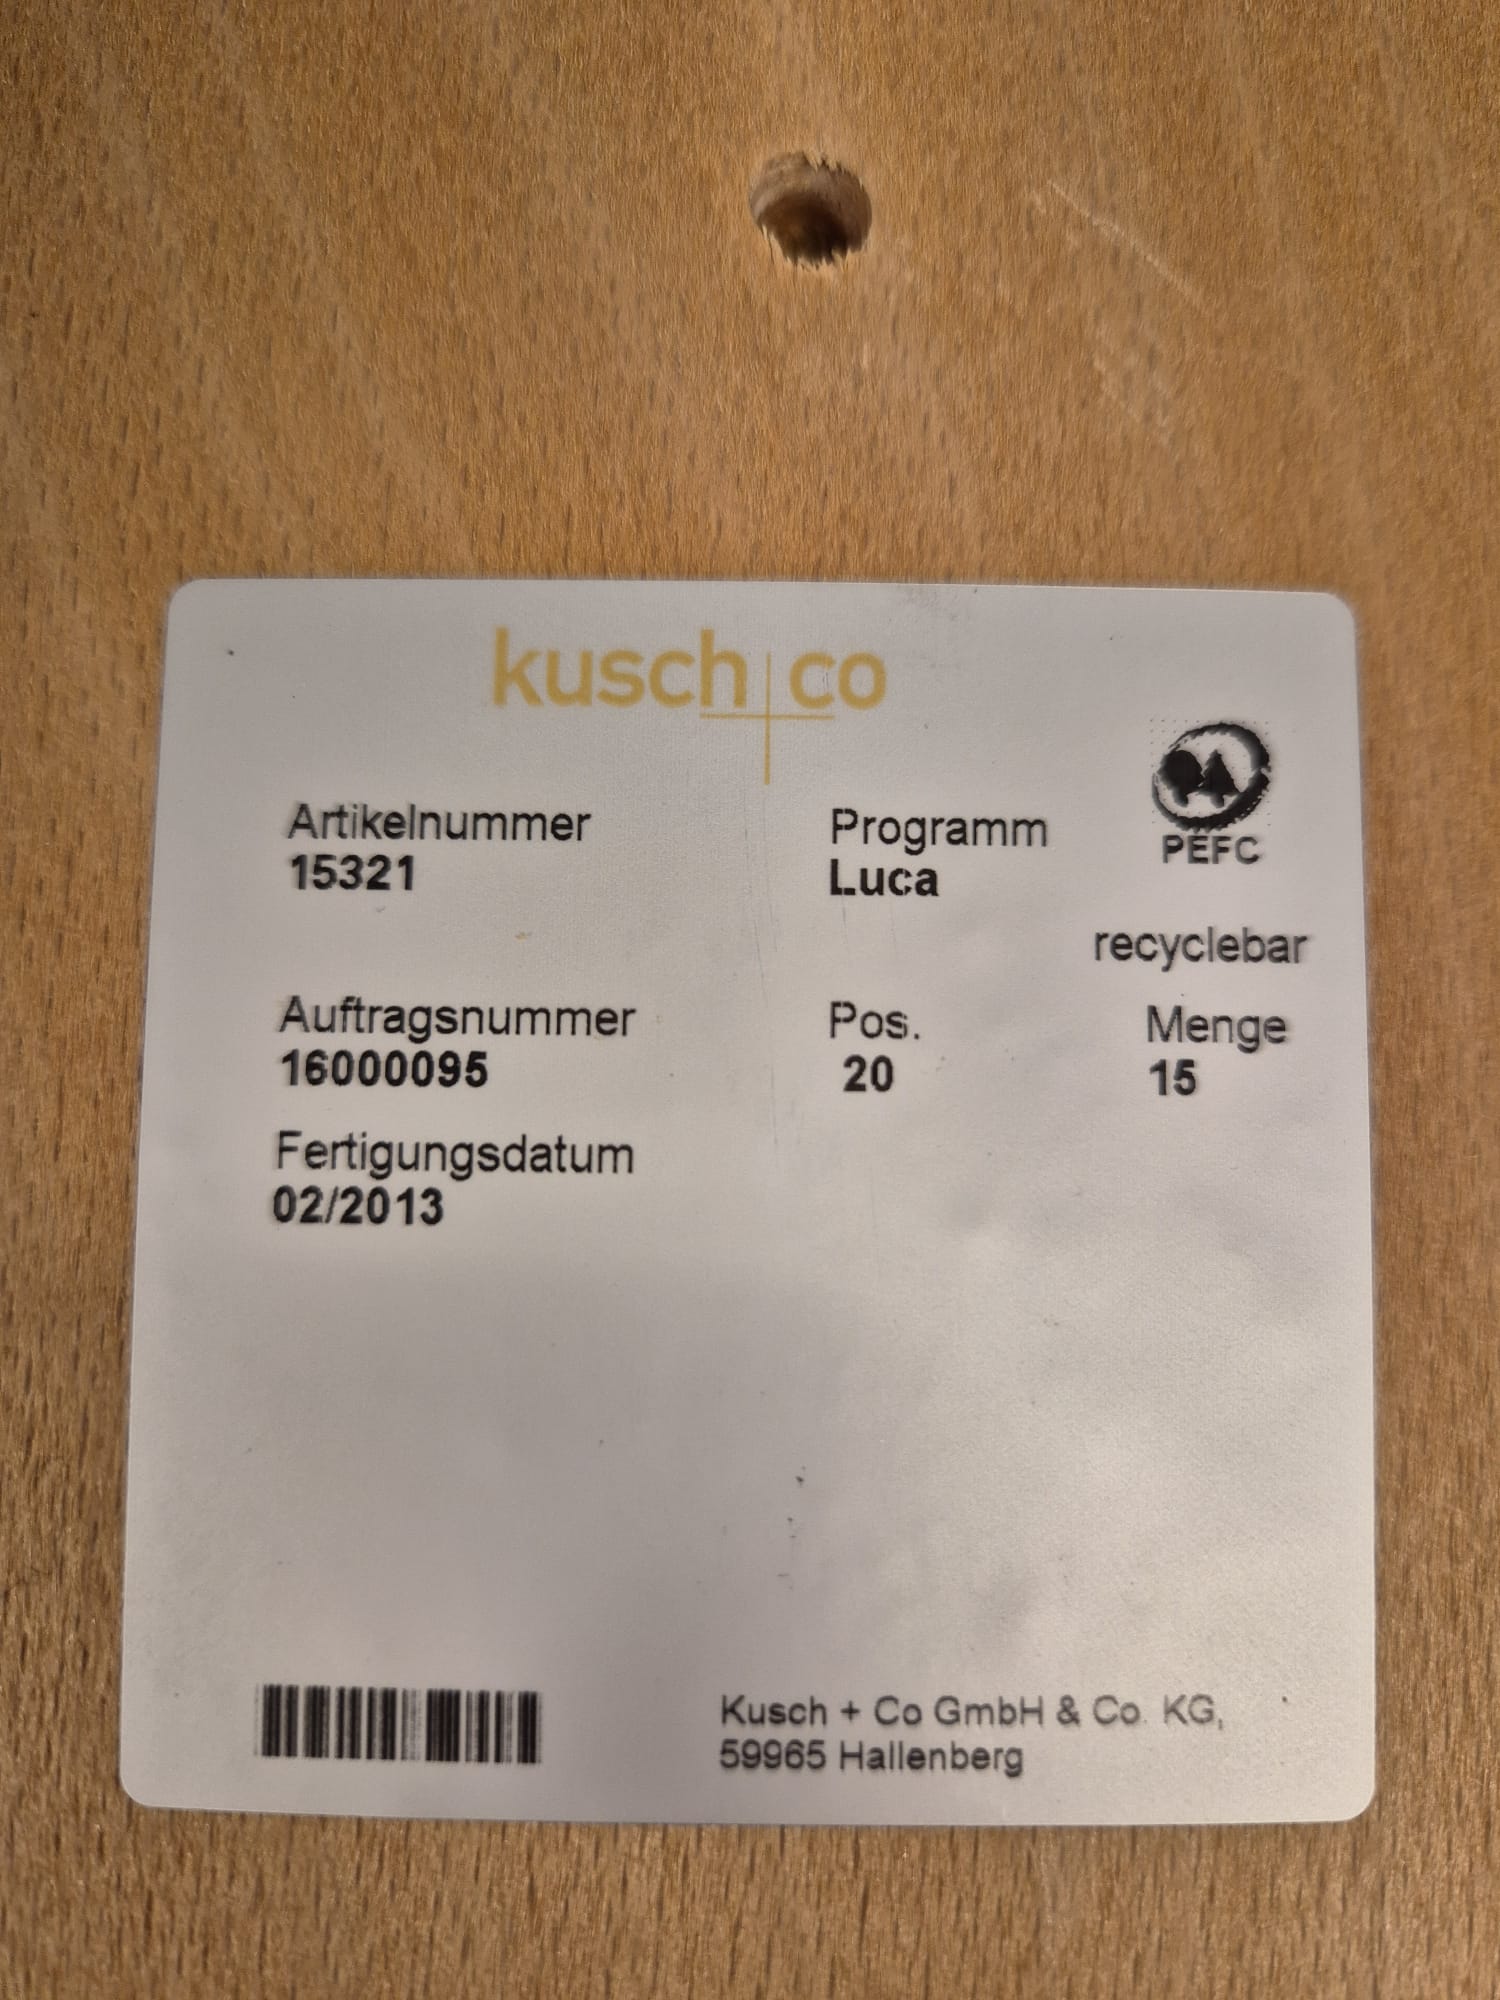 kusch co
PEFC
Artikelnummer
15321
Programm
Luca
recyclebar
Auftragsnummer
16000095
Pos.
20
Menge
15
Fertigungsdatum
02/2013
Kusch + Co GmbH & Co. KG,
59965 Hallenberg